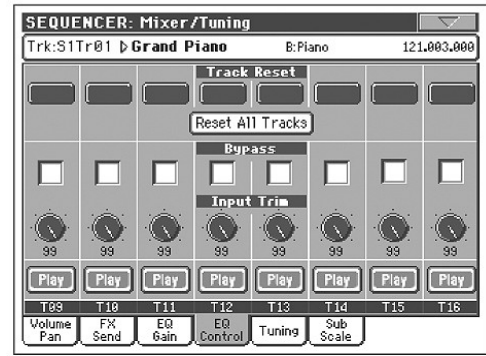 SEQUENCER: Mixer/Tuning
Trk:S1Tr01 Grand Piano B:Piano 121.003.000
Track Reset
Reset All Tracks
Bypass
Input Trim
99 99 99 99 99 99 99 99
Play Play Play Play Play Play Play Play
T09 T10 T11 T12 T13 T14 T15 T16
Volume Pan FX Send EQ Gain EQ Control Tuning Sub Scale